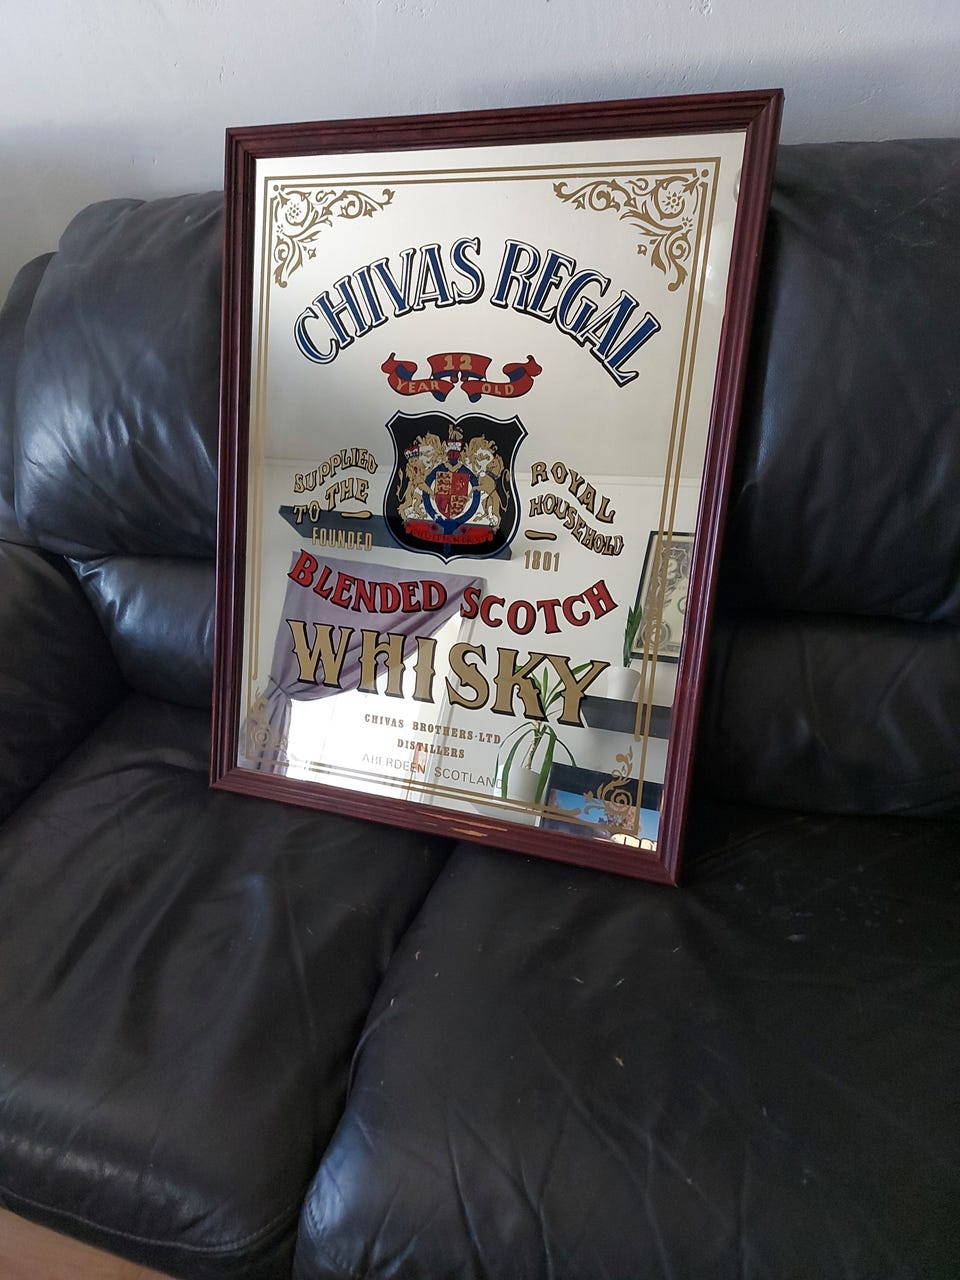 CHIVAS REGAL
12
YEAR OLD
SUPPLIED
TO THE
ROYAL
HOUSEHOLD
FOUNDED 1801
BLENDED SCOTCH
WHISKY
CHIVAS BROTHERS·LTD
DISTILLERS
ABERDEEN SCOTLAND